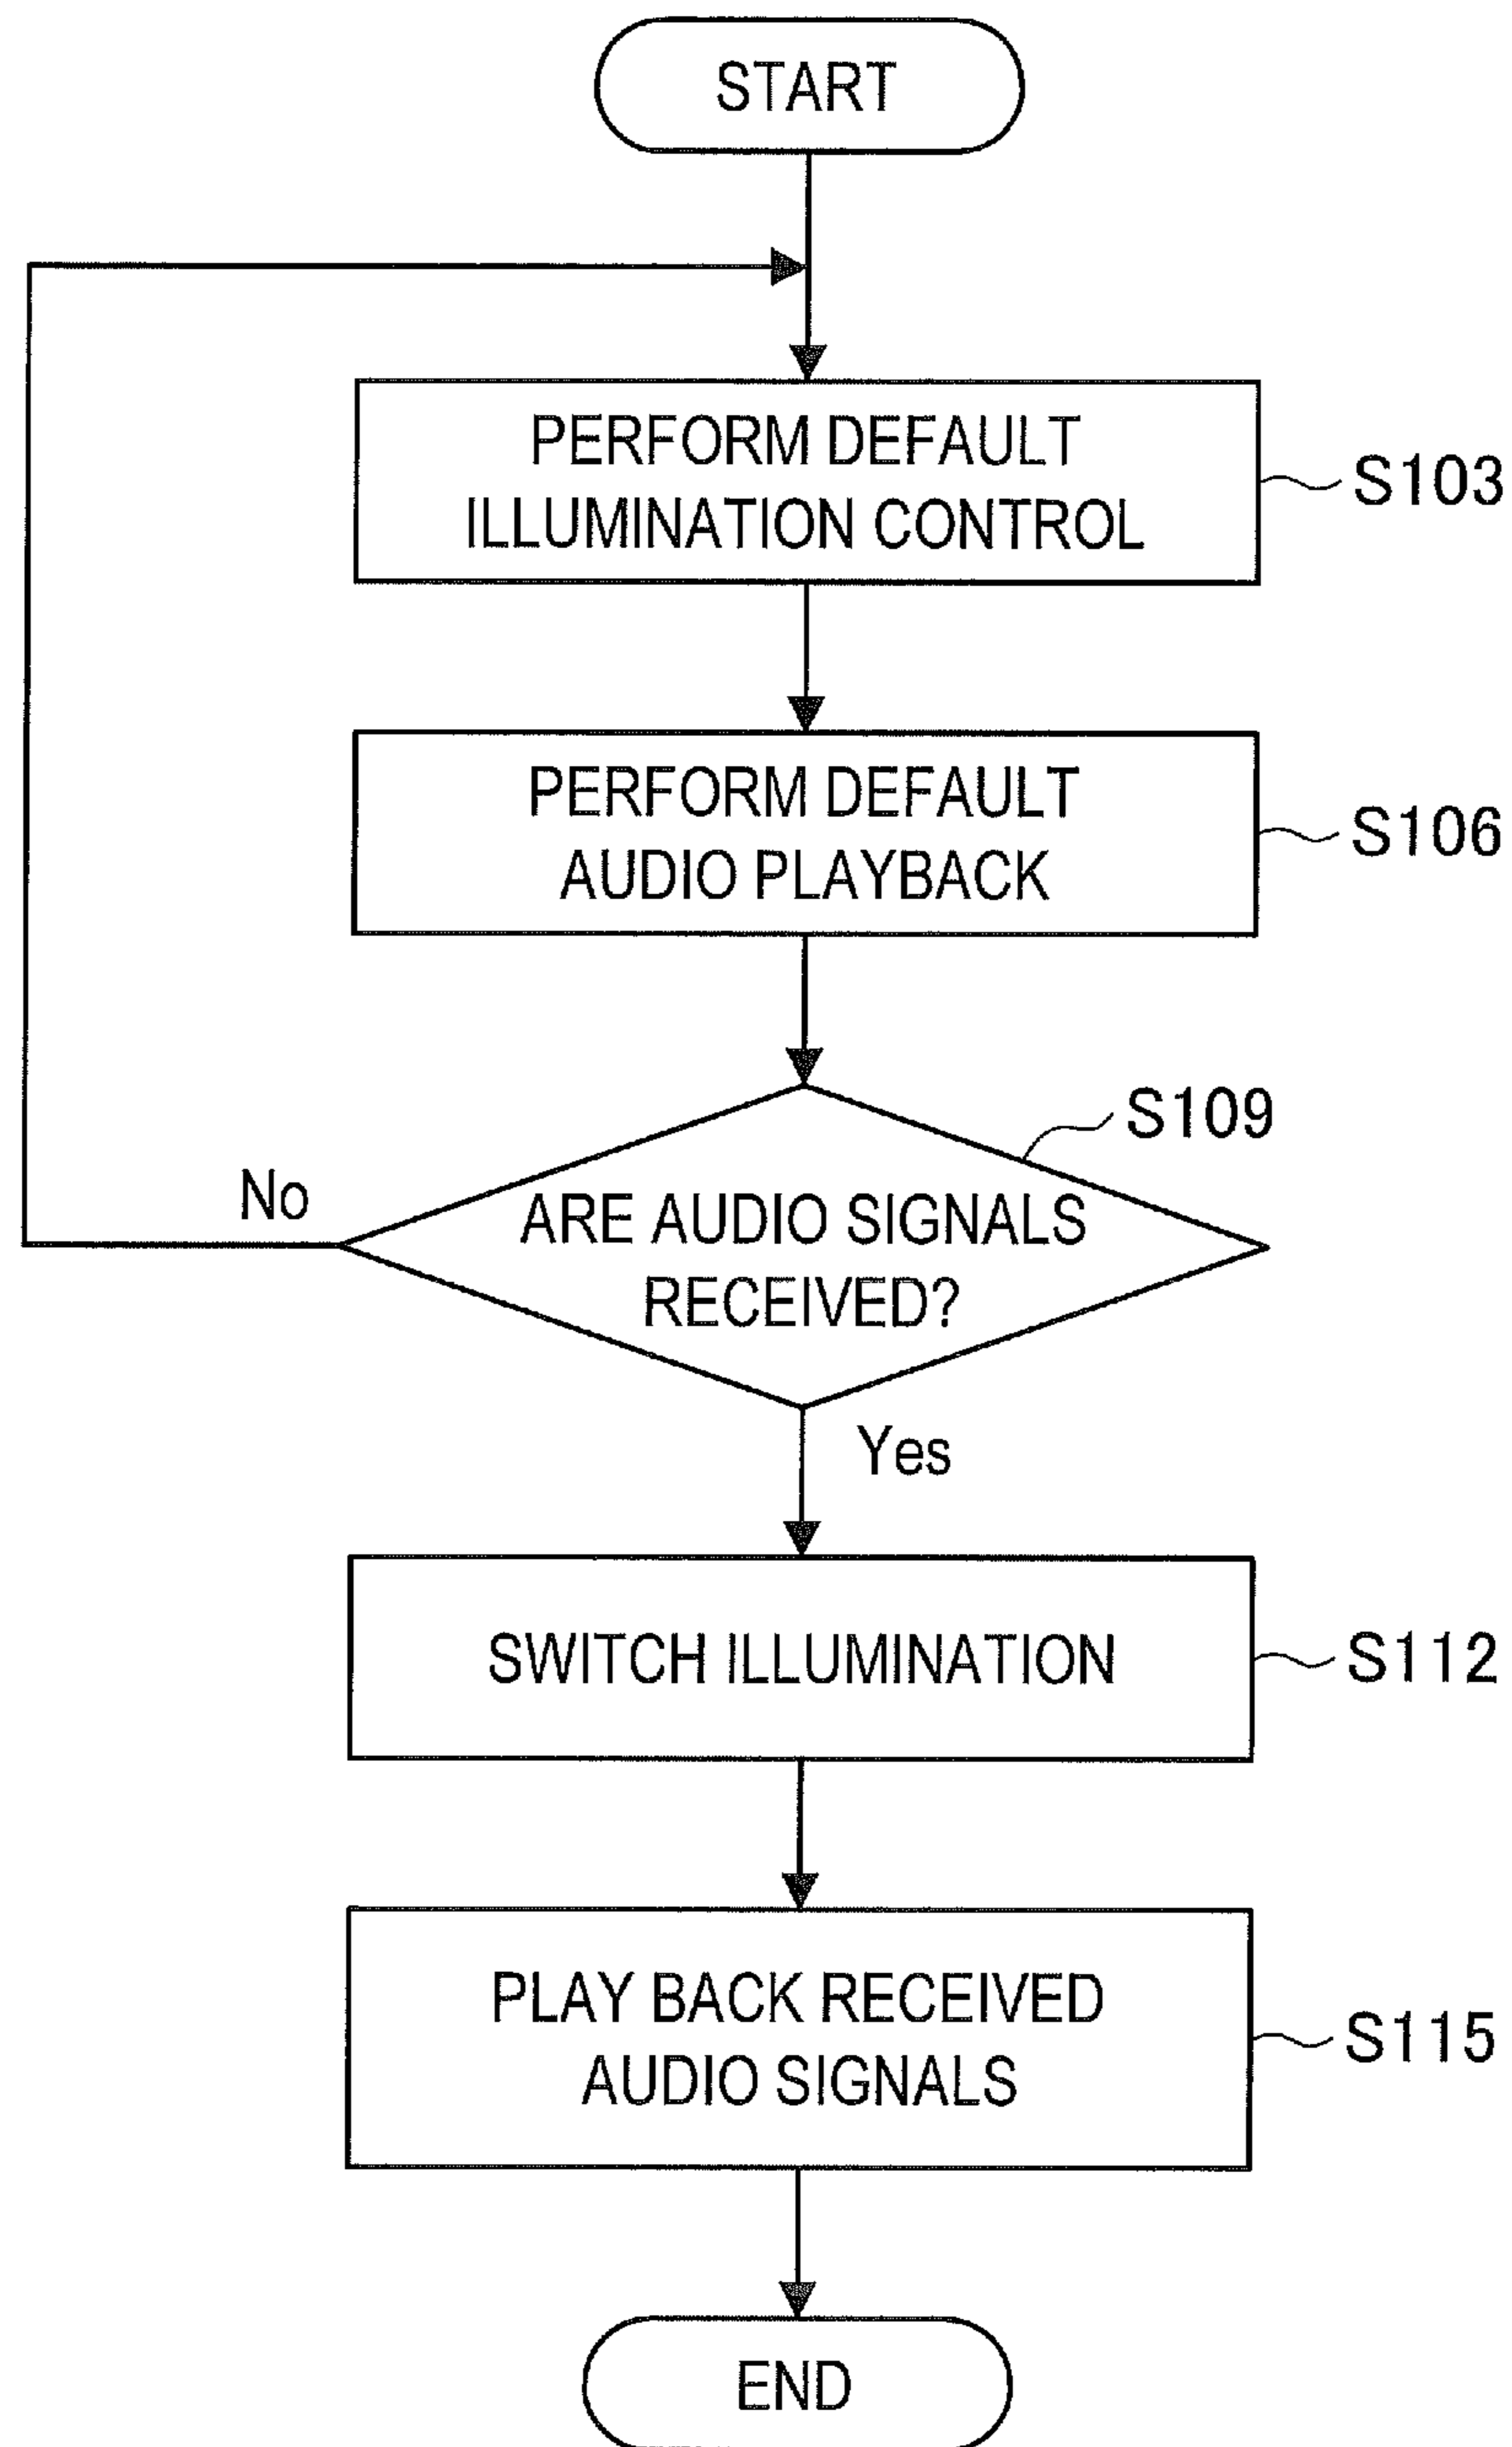 START
PERFORM DEFAULT
ILLUMINATION CONTROL
S103
PERFORM DEFAULT
AUDIO PLAYBACK
S106
S109
No
ARE AUDIO SIGNALS
RECEIVED?
Yes
SWITCH ILLUMINATION
S112
PLAY BACK RECEIVED
AUDIO SIGNALS
S115
END